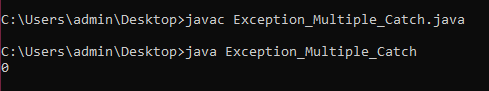 C:\Users\admin\Desktop>javac Exception_Multiple_Catch.java
C:\Users\admin\Desktop>java Exception_Multiple_Catch
0